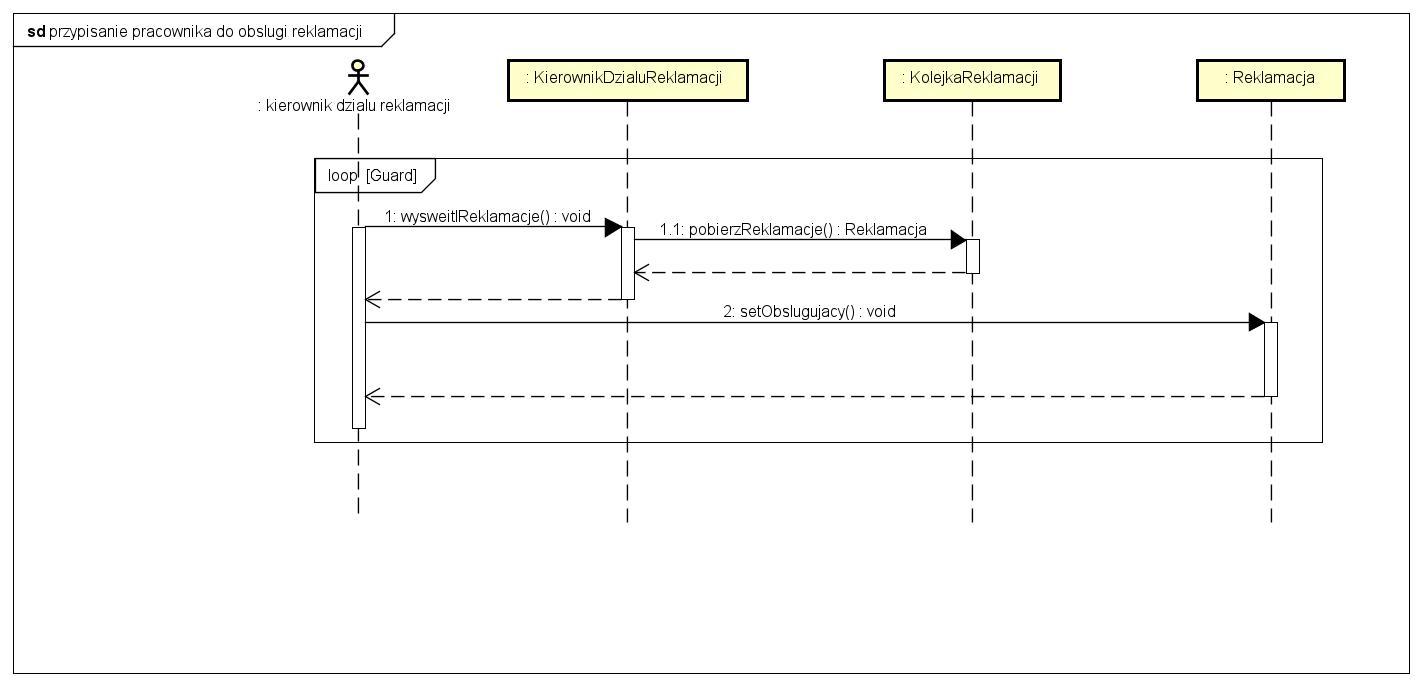 sd przypisanie pracownika do obslugi reklamacji
: kierownik dzialu reklamacji
: KierownikDzialuReklamacji
: KolejkaReklamacji
: Reklamacja
loop [Guard]
1: wysweitlReklamacje() : void
1.1: pobierzReklamacje() : Reklamacja
2: setObslugujacy() : void